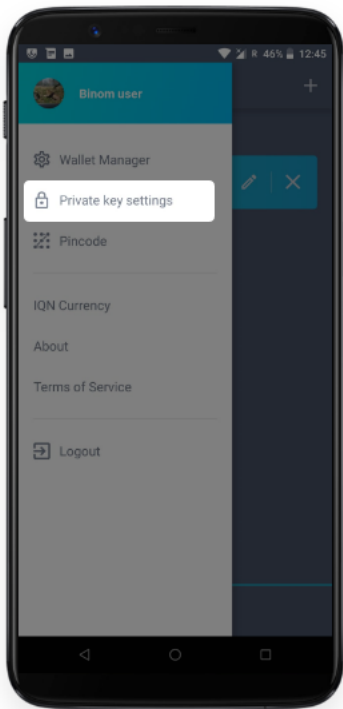 R 46% 12:45
Binom user
Wallet Manager
Private key settings
Pincode
IQN Currency
About
Terms of Service
Logout